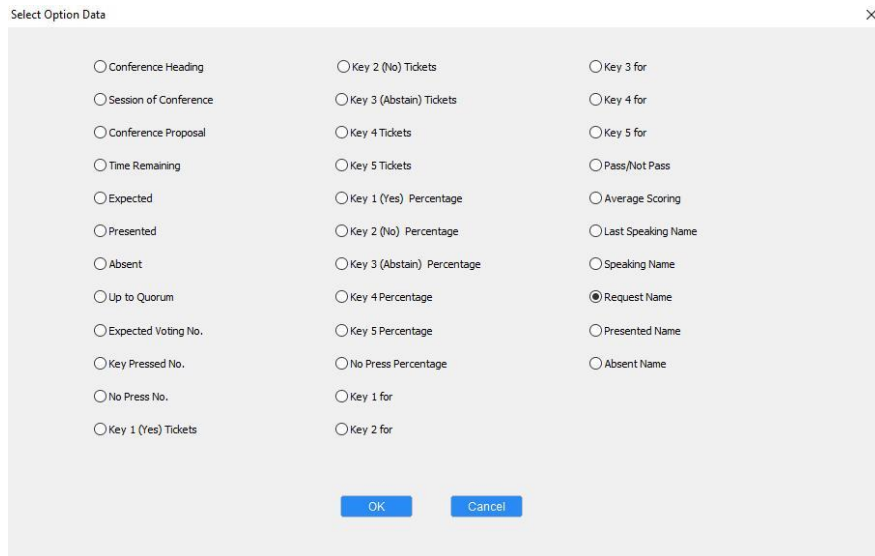 Select Option Data
Conference Heading
Session of Conference
Conference Proposal
Time Remaining
Expected
Presented
Absent
Up to Quorum
Expected Voting No.
Key Pressed No.
No Press No.
Key 1 (Yes) Tickets
Key 2 (No) Tickets
Key 3 (Abstain) Tickets
Key 4 Tickets
Key 5 Tickets
Key 1 (Yes) Percentage
Key 2 (No) Percentage
Key 3 (Abstain) Percentage
Key 4 Percentage
Key 5 Percentage
No Press Percentage
Key 1 for
Key 2 for
Key 3 for
Key 4 for
Key 5 for
Pass/Not Pass
Average Scoring
Last Speaking Name
Speaking Name
Request Name
Presented Name
Absent Name
OK
Cancel